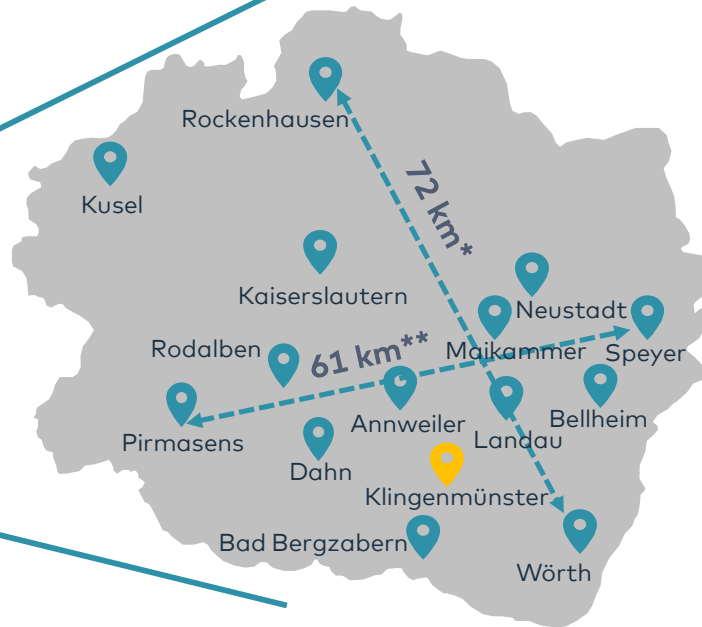 Rockenhausen
72 km*
Kusel
Kaiserslautern
Neustadt
61 km**
Rodalben
Maikammer
Speyer
Annweiler
Bellheim
Pirmasens
Landau
Dahn
Klingenmünster
Bad Bergzabern
Wörth